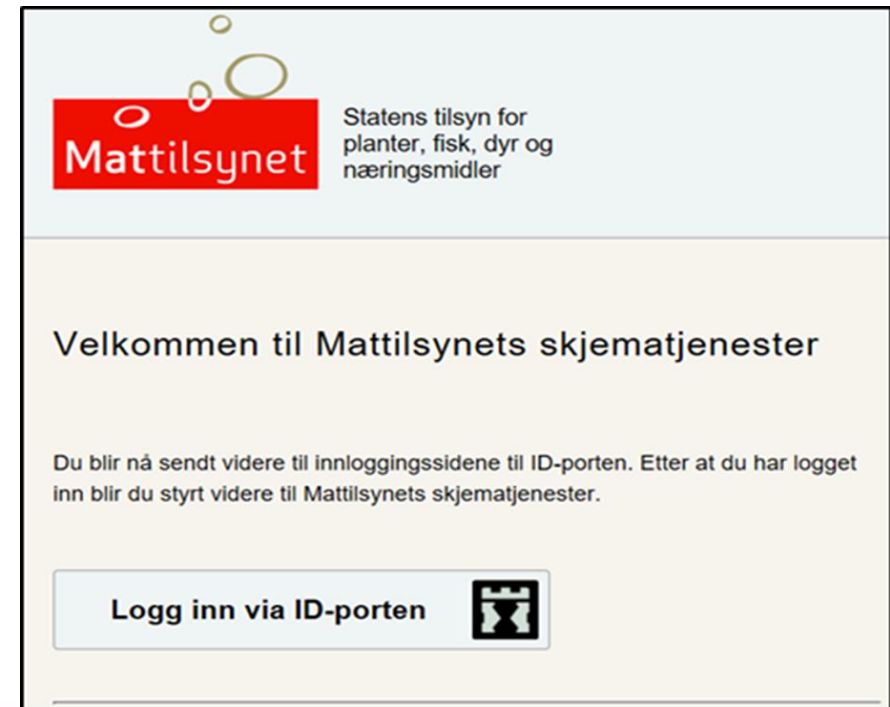 Mattilsynet
Statens tilsyn for
planter, fisk, dyr og
næringsmidler
Velkommen til Mattilsynets skjematjenester
Du blir nå sendt videre til innloggingssidene til ID-porten. Etter at du har logget
inn blir du styrt videre til Mattilsynets skjematjenester.
Logg inn via ID-porten